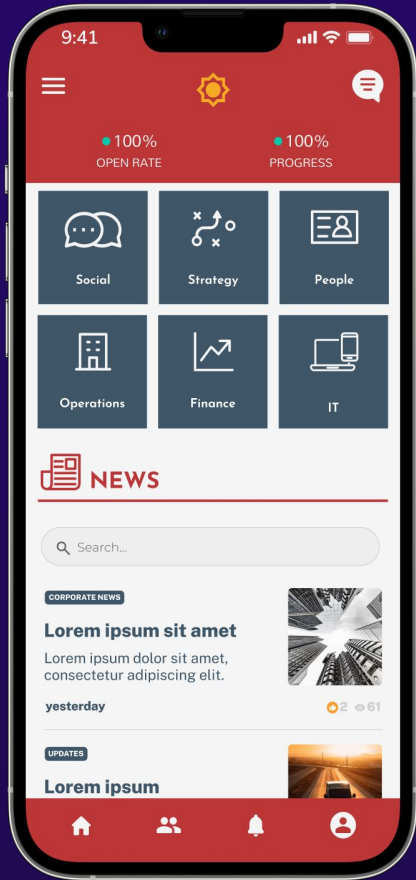 9:41
100%
100%
OPEN RATE
PROGRESS
Social
Strategy
People
Operations
Finance
IT
NEWS
Search...
CORPORATE NEWS
Lorem ipsum sit amet
Lorem ipsum dolor sit amet,
consectetur adipiscing elit.
yesterday
2
61
UPDATES
Lorem ipsum